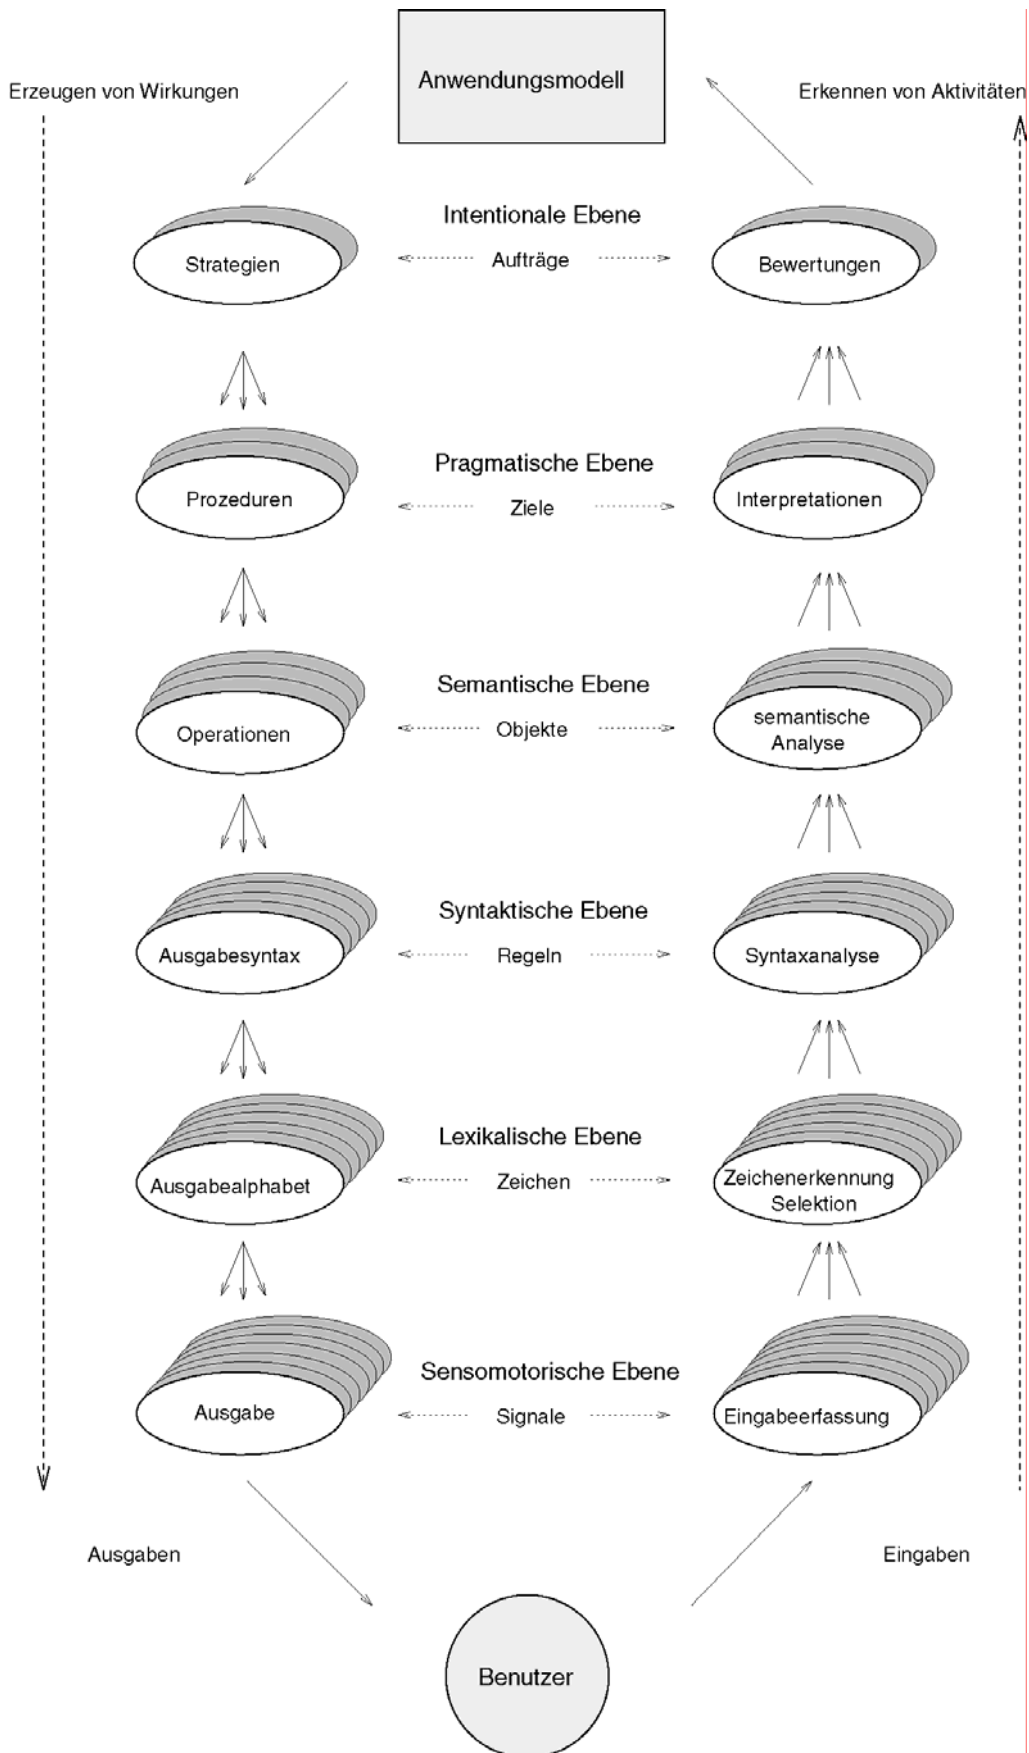 Anwendungsmodell
Erzeugen von Wirkungen
Erkennen von Aktivitäten
Intentionale Ebene
Strategien
Aufträge
Bewertungen
Pragmatische Ebene
Prozeduren
Ziele
Interpretationen
Semantische Ebene
Operationen
Objekte
semantische
Analyse
Syntaktische Ebene
Ausgabesyntax
Regeln
Syntaxanalyse
Lexikalische Ebene
Ausgabealphabet
Zeichen
Zeichenerkennung
Selektion
Sensomotorische Ebene
Ausgabe
Signale
Eingabeerfassung
Ausgaben
Eingaben
Benutzer